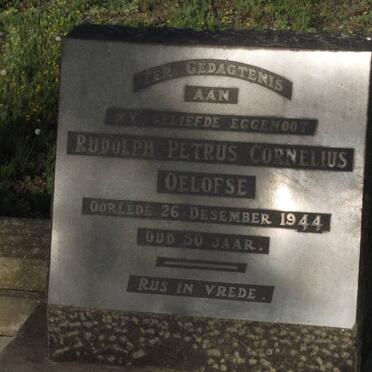 TER GEDAGTENIS
AAN
MY GELIEFDE EGGENOOT
RUDOLPH PETRUS CORNELIUS
OELOFSE
OORLEDE 26 DESEMBER 1944
OUD 50 JAAR.
RUS IN VREDE.